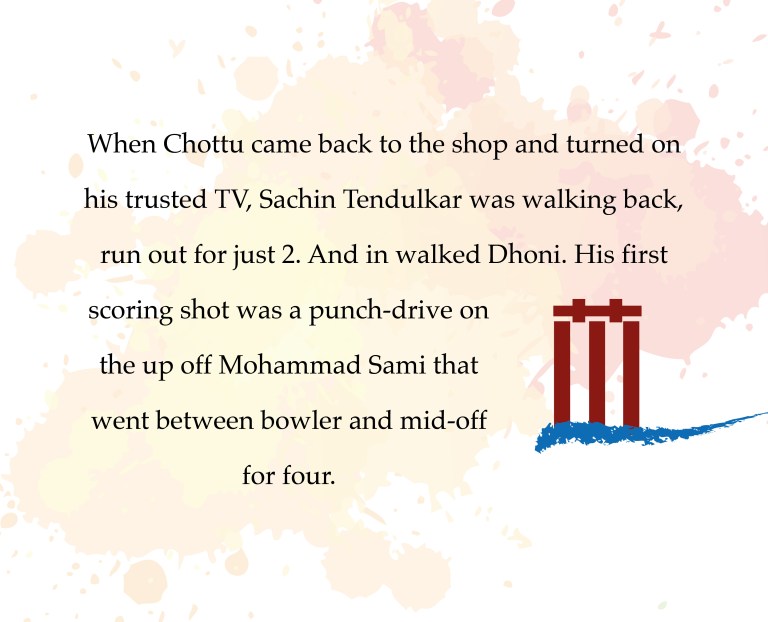 When Chottu came back to the shop and turned on
his trusted TV, Sachin Tendulkar was walking back,
run out for just 2. And in walked Dhoni. His first
scoring shot was a punch-drive on
the up off Mohammad Sami that
went between bowler and mid-off
for four.